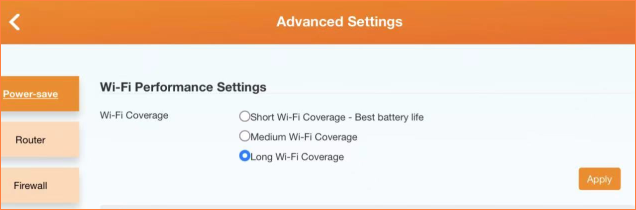 Advanced Settings
Power-save
Router
Firewall
Wi-Fi Performance Settings
Wi-Fi Coverage
Short Wi-Fi Coverage - Best battery life
Medium Wi-Fi Coverage
Long Wi-Fi Coverage
Apply